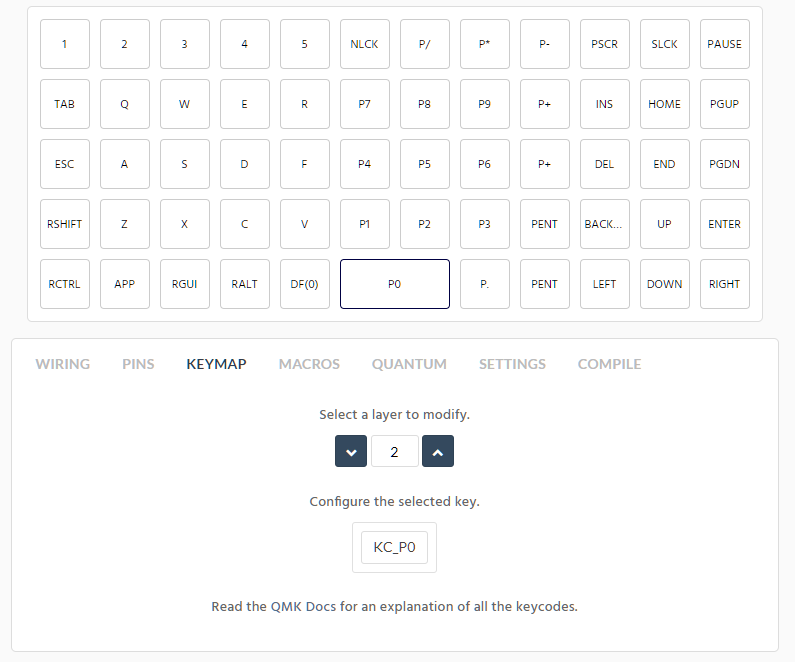 1 2 3 4 5 NLCK P/ P* P- PSCR SLCK PAUSE
TAB Q W E R P7 P8 P9 P+ INS HOME PGUP
ESC A S D F P4 P5 P6 P+ DEL END PGDN
RSHIFT Z X C V P1 P2 P3 PENT BACK... UP ENTER
RCTRL APP RGUI RALT DF(0) P0 P. PENT LEFT DOWN RIGHT
WIRING PINS KEYMAP MACROS QUANTUM SETTINGS COMPILE
Select a layer to modify.
2
Configure the selected key.
KC_P0
Read the QMK Docs for an explanation of all the keycodes.